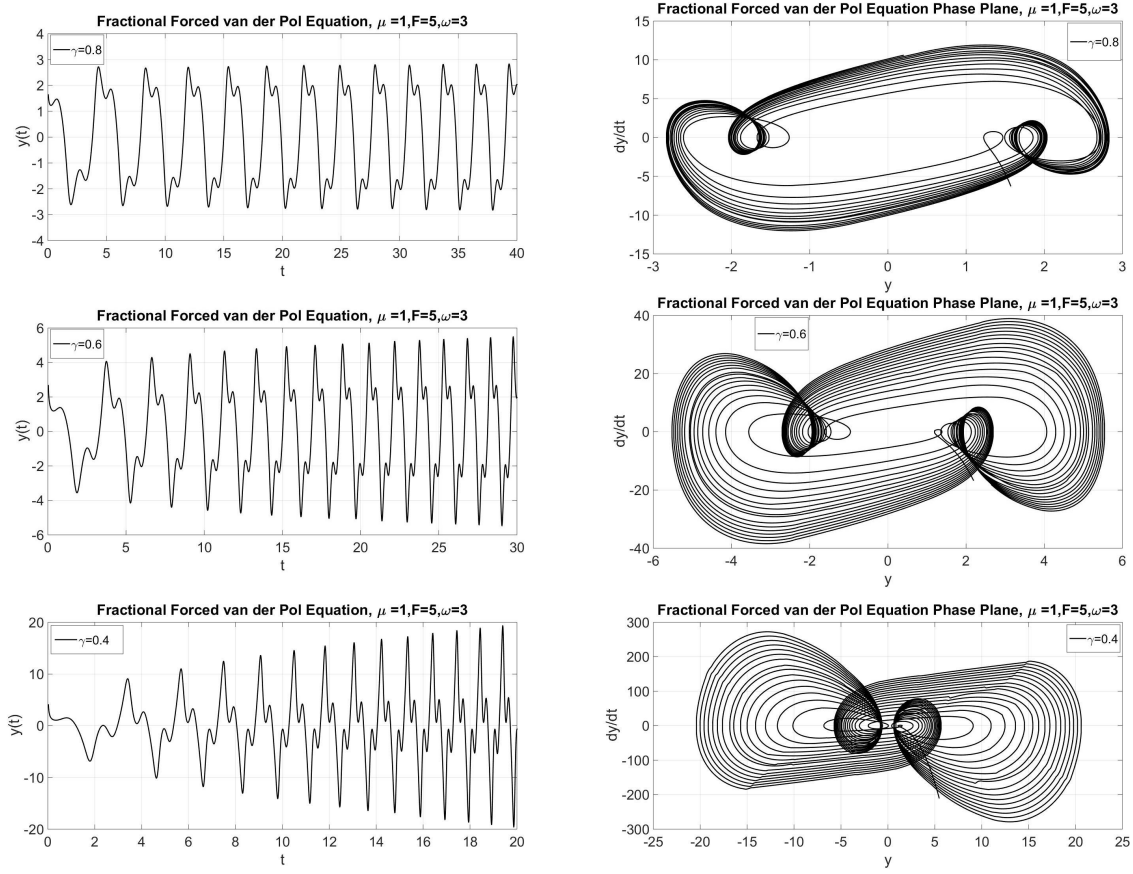 Fractional Forced van der Pol Equation, μ =1,F=5,ω=3
γ=0.8
4
3
2
1
0
-1
-2
-3
-4
y(t)
0 5 10 15 20 25 30 35 40
t
Fractional Forced van der Pol Equation Phase Plane, μ =1,F=5,ω=3
γ=0.8
15
10
5
0
-5
-10
-15
dy/dt
-3 -2 -1 0 1 2 3
y
Fractional Forced van der Pol Equation, μ =1,F=5,ω=3
γ=0.6
6
4
2
0
-2
-4
-6
y(t)
0 5 10 15 20 25 30
t
Fractional Forced van der Pol Equation Phase Plane, μ =1,F=5,ω=3
γ=0.6
40
20
0
-20
-40
dy/dt
-6 -4 -2 0 2 4 6
y
Fractional Forced van der Pol Equation, μ =1,F=5,ω=3
γ=0.4
20
10
0
-10
-20
y(t)
0 2 4 6 8 10 12 14 16 18 20
t
Fractional Forced van der Pol Equation Phase Plane, μ =1,F=5,ω=3
γ=0.4
300
200
100
0
-100
-200
-300
dy/dt
-25 -20 -15 -10 -5 0 5 10 15 20 25
y